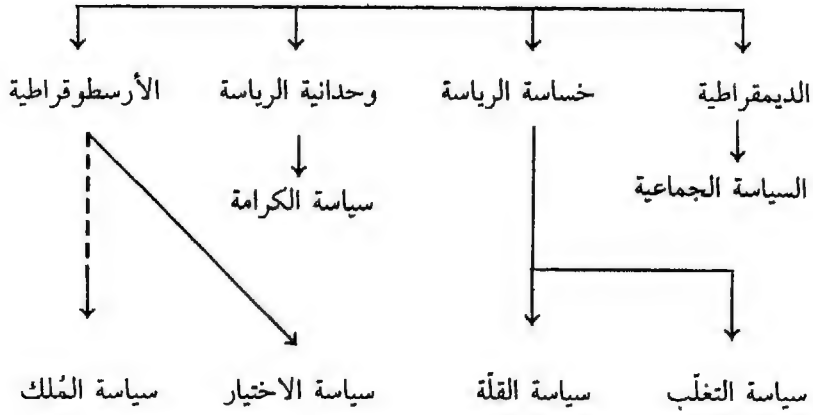 الديمقراطية خساسة الرياسة وحدانية الرياسة الأرسطوقراطية
السياسة الجماعية سياسة الكرامة
سياسة التغلّب سياسة القلّة سياسة الاختيار سياسة المُلك